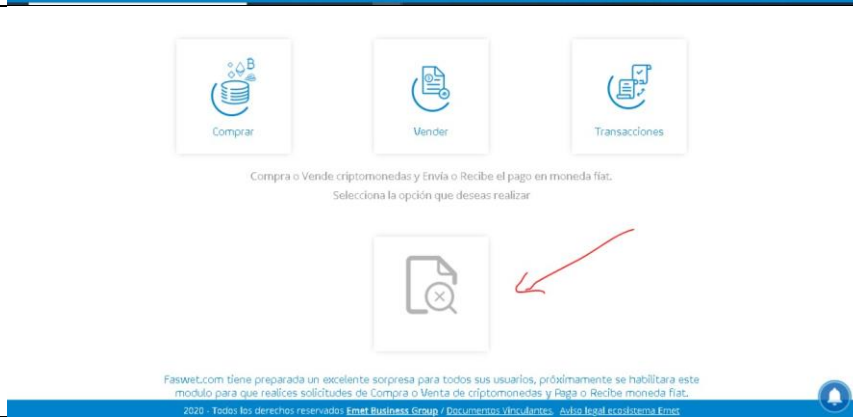 Comprar
Vender
Transacciones
Compra o Vende criptomonedas y Envía o Recibe el pago en moneda fiat.
Selecciona la opción que deseas realizar
Faswet.com tiene preparada un excelente sorpresa para todos sus usuarios, próximamente se habilitara este
modulo para que realices solicitudes de Compra o Venta de criptomonedas y Paga o Recibe moneda fiat.
2020 - Todos los derechos reservados Emet Business Group / Documentos Vinculantes. Aviso legal ecosistema Emet